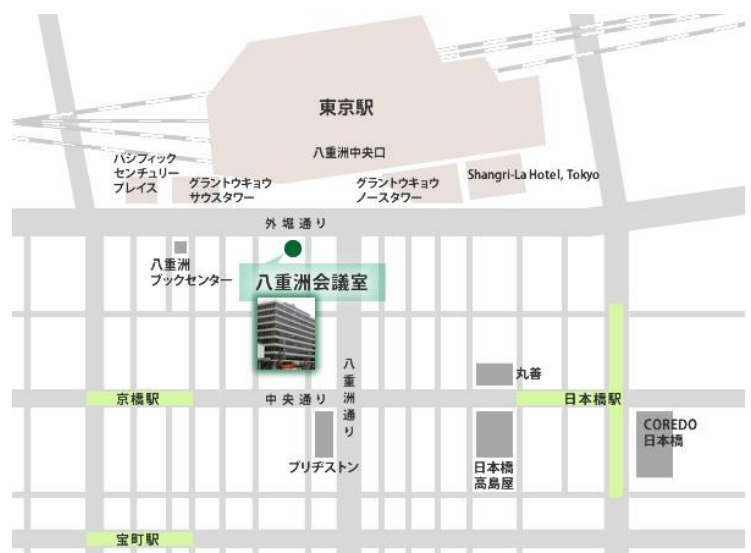 東京駅
八重洲中央口
パシフィック
センチュリー
プレイス
グラントウキョウ
サウスタワー
グラントウキョウ
ノースタワー
Shangri-La Hotel, Tokyo
外堀通り
八重洲
ブックセンター
八重洲会議室
八重洲通り
丸善
京橋駅
中央通り
日本橋駅
ブリヂストン
日本橋
高島屋
COREDO
日本橋
宝町駅